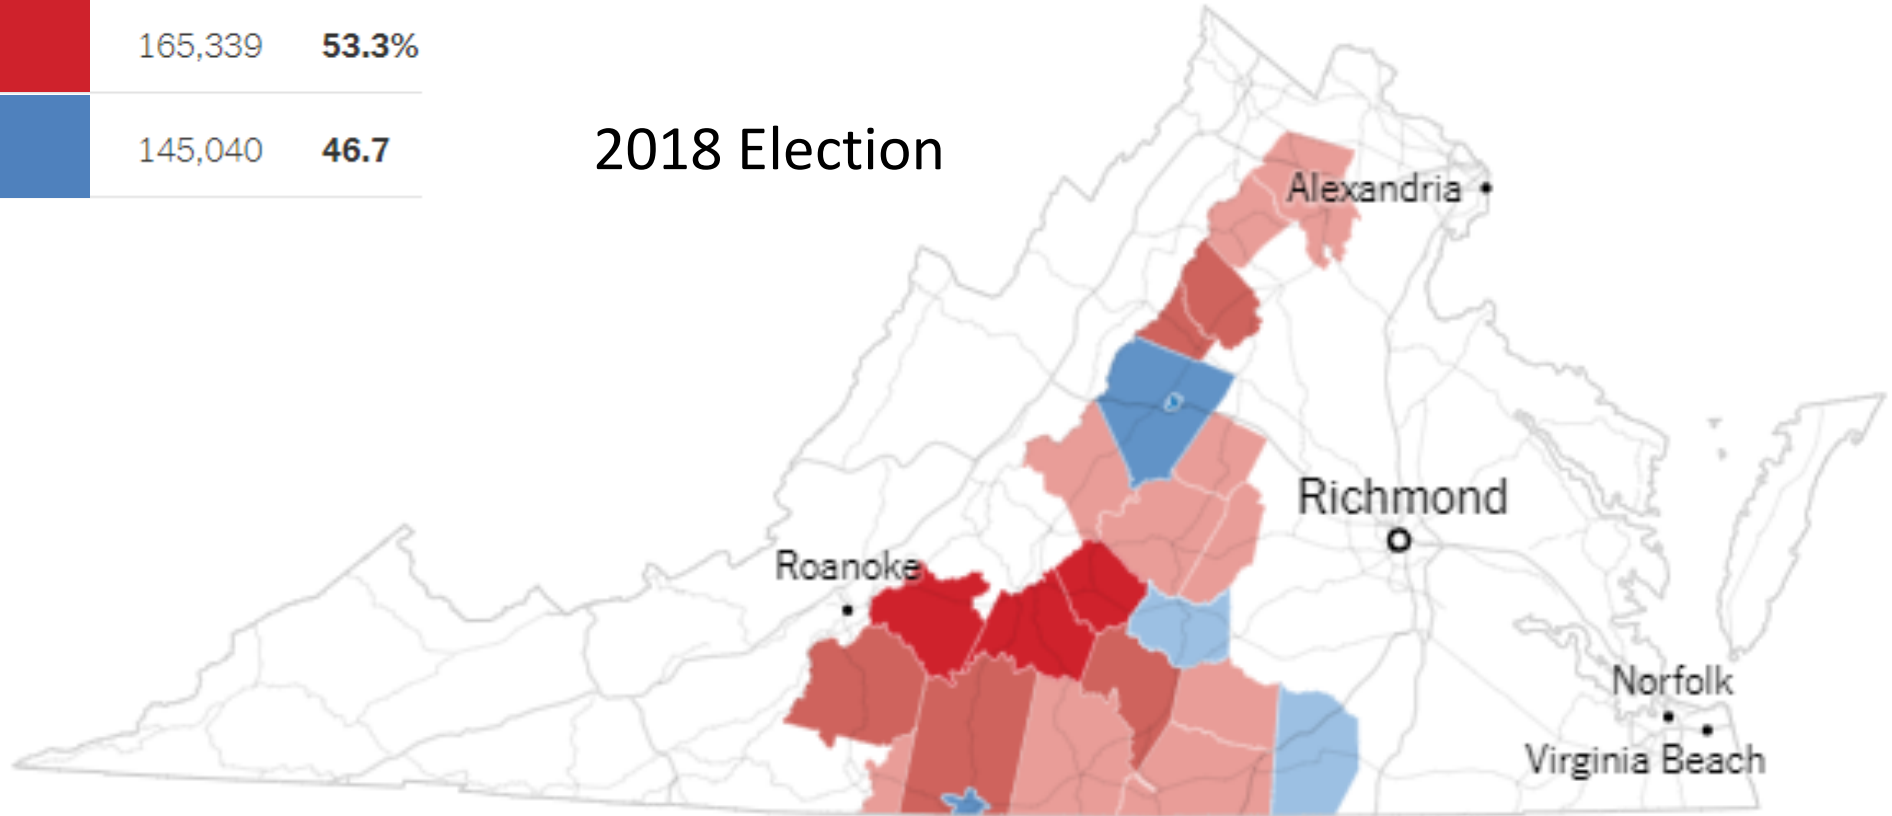 165,339 53.3%
145,040 46.7
2018 Election
Alexandria
Richmond
Roanoke
Norfolk
Virginia Beach